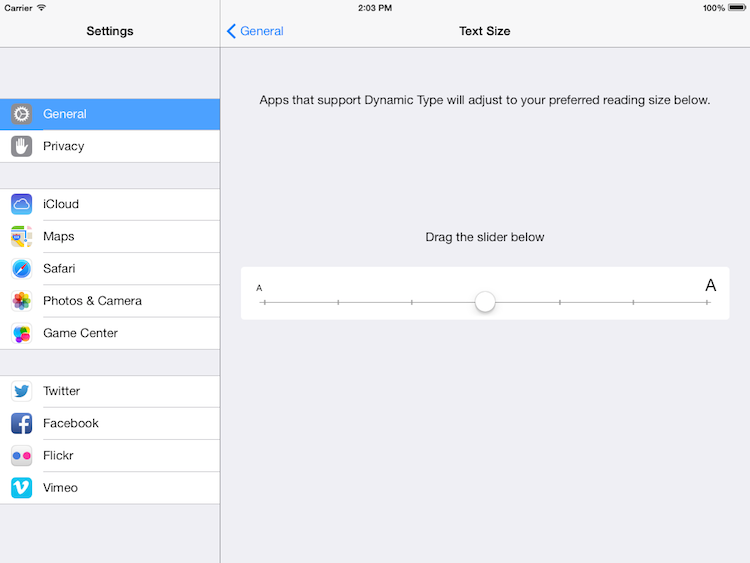 Carrier 2:03 PM 100%
Settings
General
Text Size
General
Privacy
iCloud
Maps
Safari
Photos & Camera
Game Center
Twitter
Facebook
Flickr
Vimeo
Apps that support Dynamic Type will adjust to your preferred reading size below.
Drag the slider below
A A